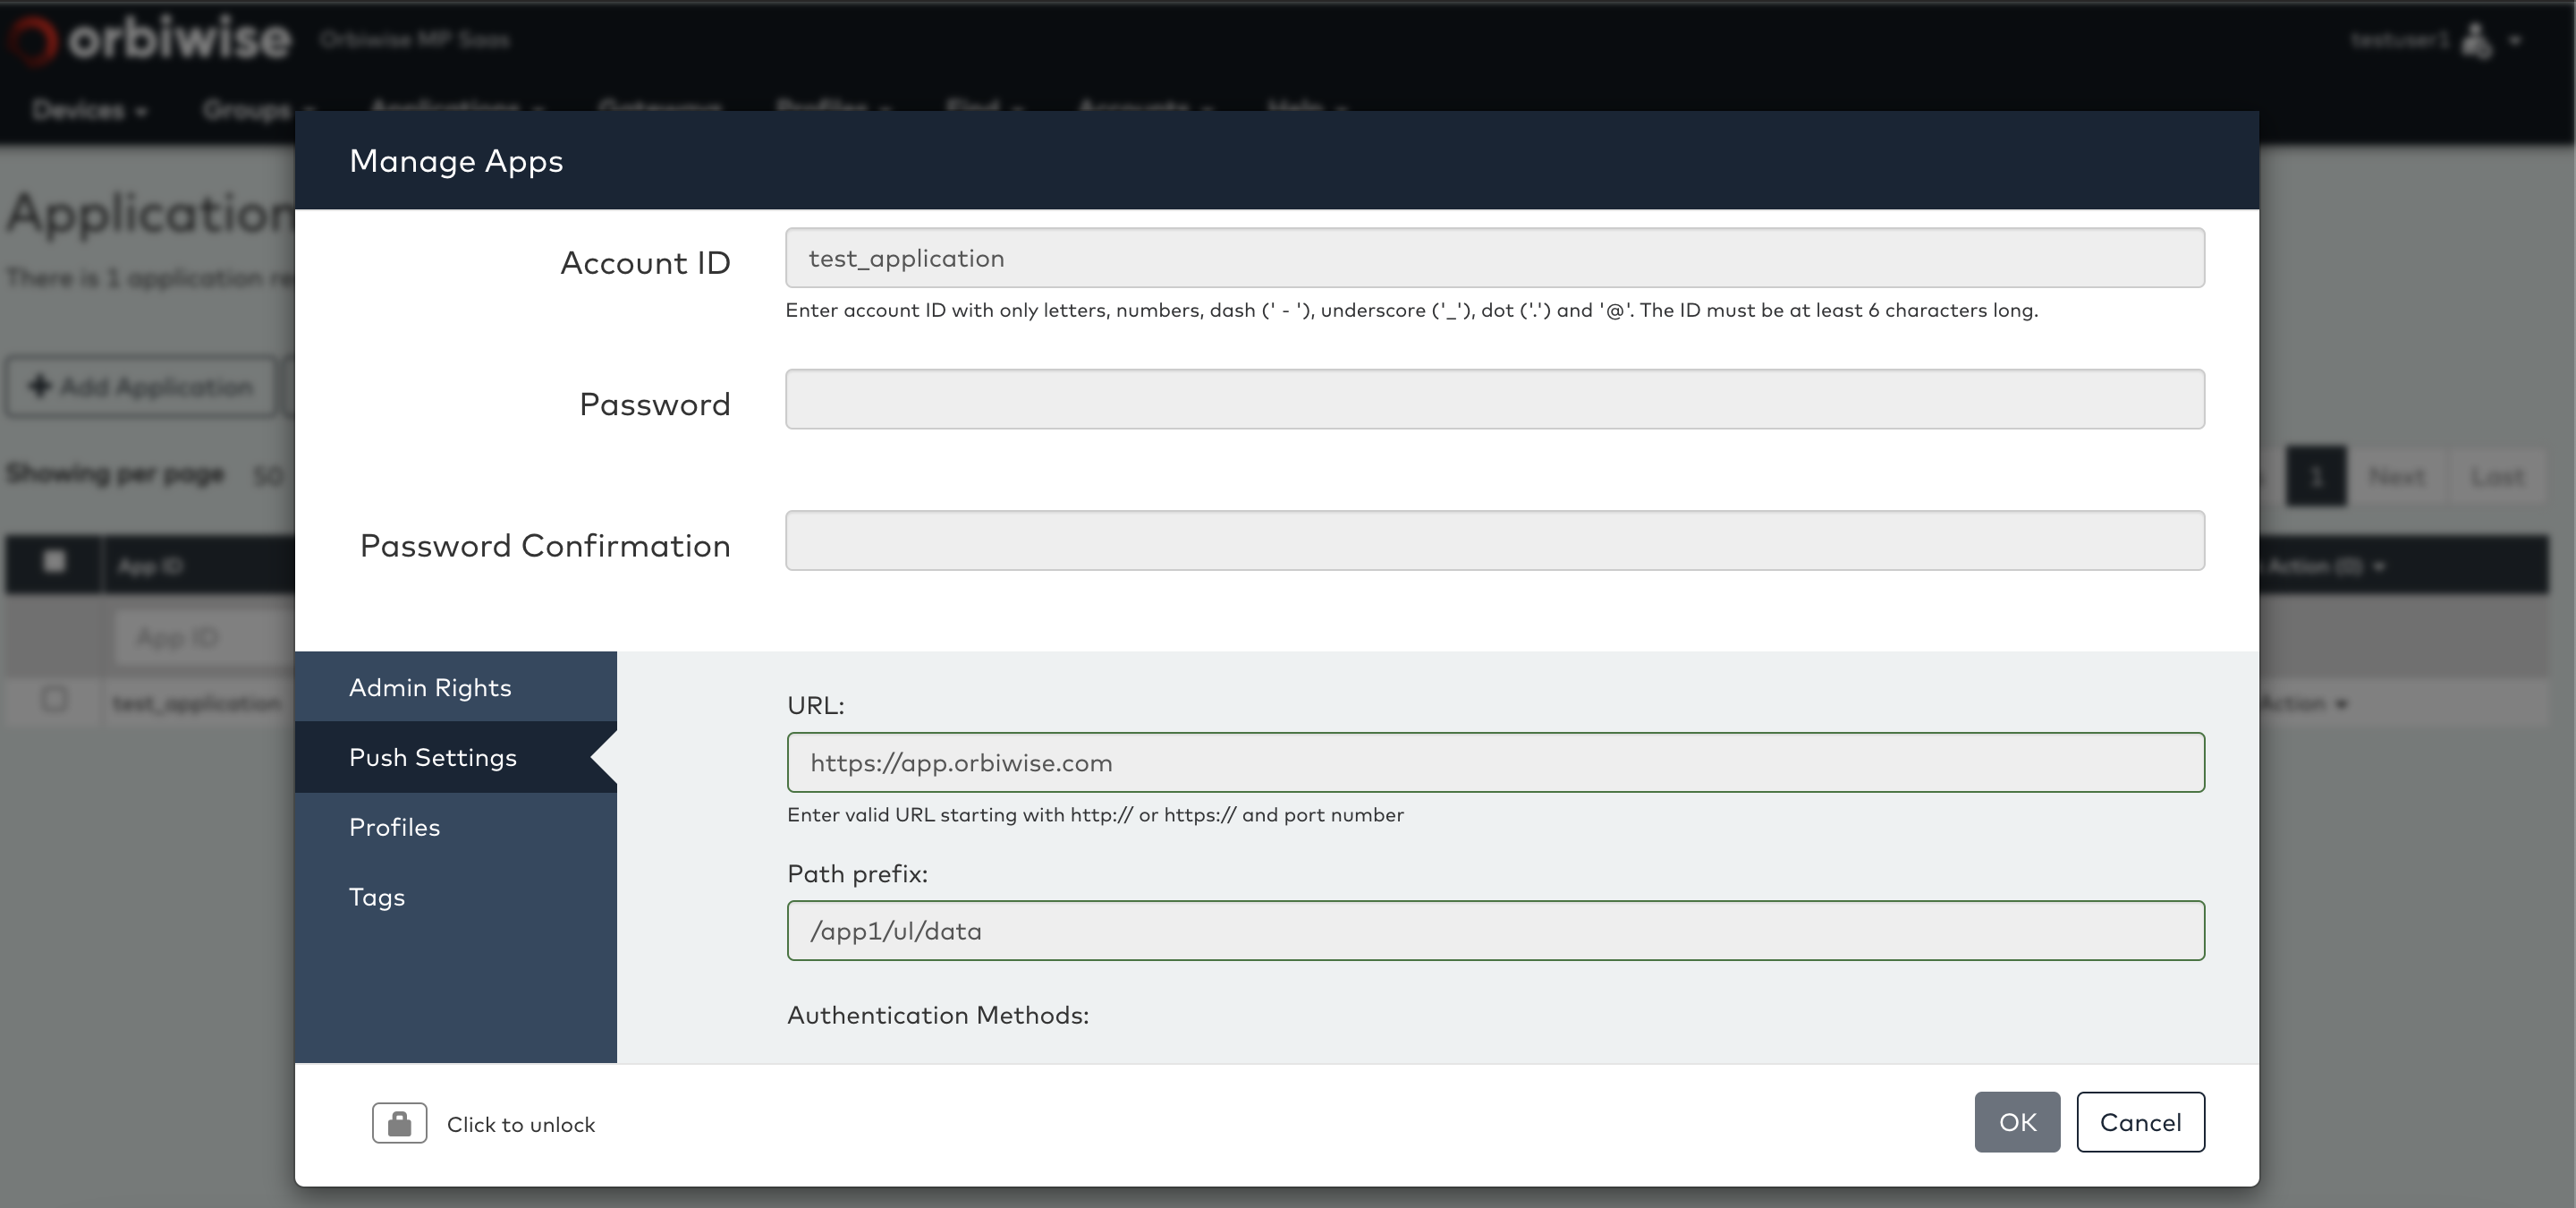 orbiwise Orbiwise MP Saas testuser1
Devices Groups Applications Gateways Profiles Find Accounts Help
Manage Apps
Application
There is 1 application
Account ID test_application
Enter account ID with only letters, numbers, dash (' - '), underscore ('_'), dot ('.') and '@'. The ID must be at least 6 characters long.
Add Application
Password
Showing per page 50 1 Next Last
Password Confirmation
App ID Action (0)
App ID
test_application Action
Admin Rights
Push Settings
Profiles
Tags
URL:
https://app.orbiwise.com
Enter valid URL starting with http:// or https:// and port number
Path prefix:
/app1/ul/data
Authentication Methods:
Click to unlock OK Cancel